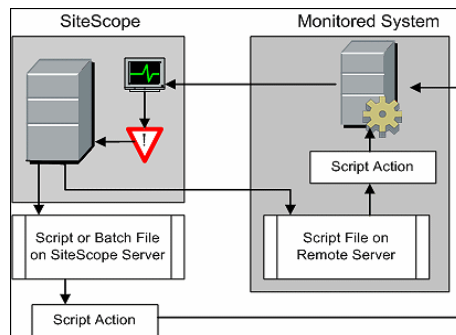 SiteScope
Monitored System
!
Script Action
Script or Batch File
on SiteScope Server
Script File on
Remote Server
Script Action